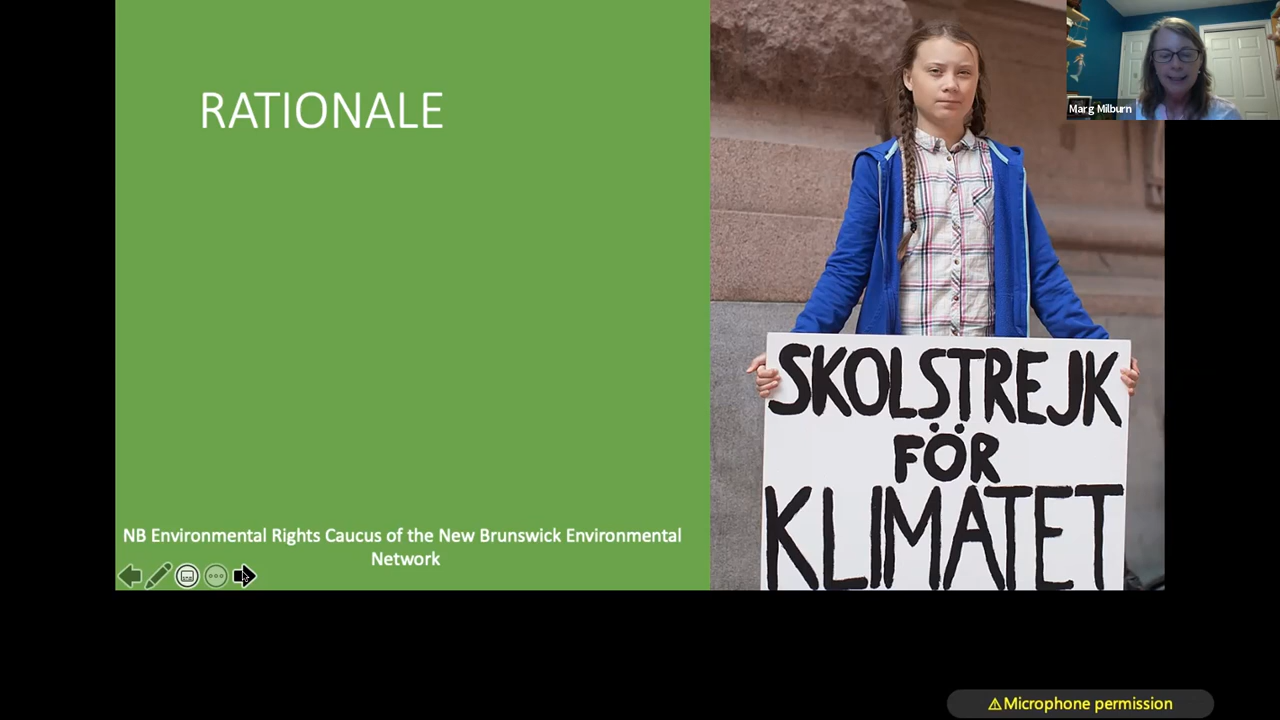 RATIONALE
Marg Milburn
SKOLSTREJK
FÖR
KLIMATET
NB Environmental Rights Caucus of the New Brunswick Environmental
Network
⚠Microphone permission